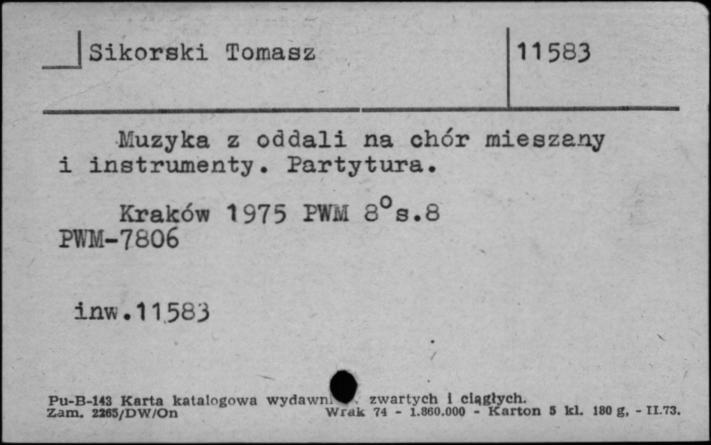 Sikorski Tomasz 11583
Muzyka z oddali na chór mieszany
i instrumenty. Partytura.
Kraków 1975 PWM 8° s.8
PWM-7806
inw.11583
Pu-B-143 Karta katalogowa zwartych i ciągłych.
Zam. 2265/DW/On Wrak 74 - 1.860.000 - Karton 5 kl. 180 g, - II.73.